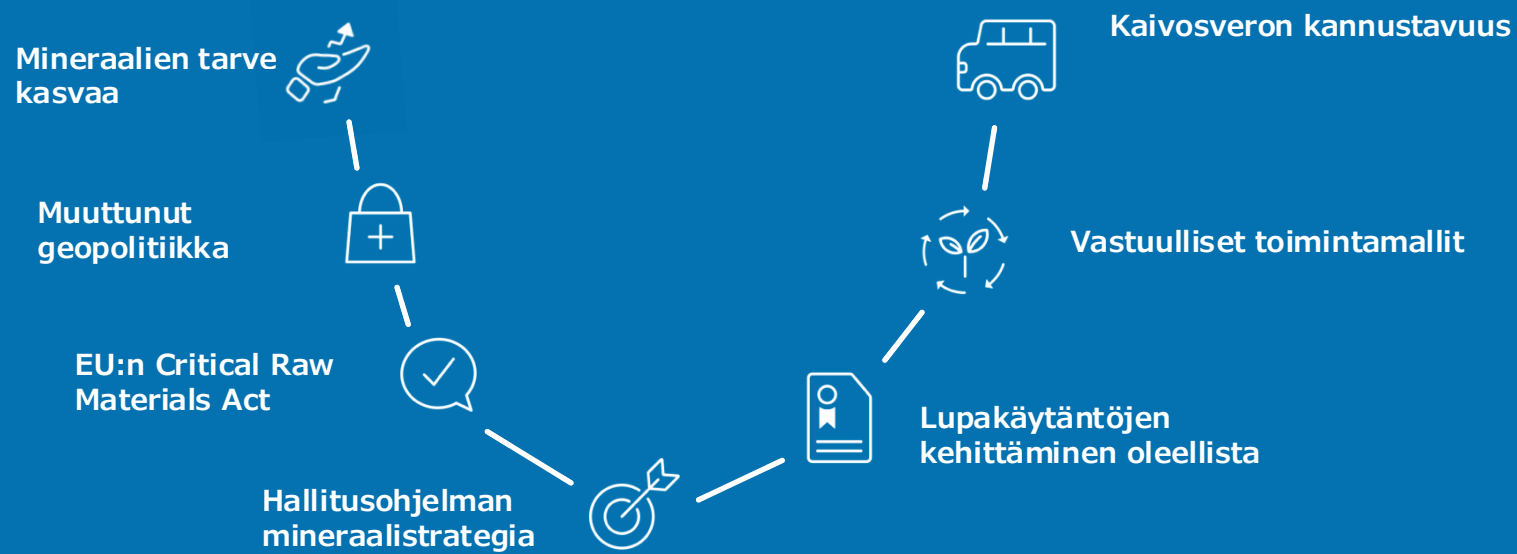 Mineraalien tarve
kasvaa
Muuttunut
geopolitiikka
EU:n Critical Raw
Materials Act
Hallitusohjelman
mineraalistrategia
Lupakäytäntöjen
kehittäminen oleellista
Vastuulliset toimintamallit
Kaivosveron kannustavuus